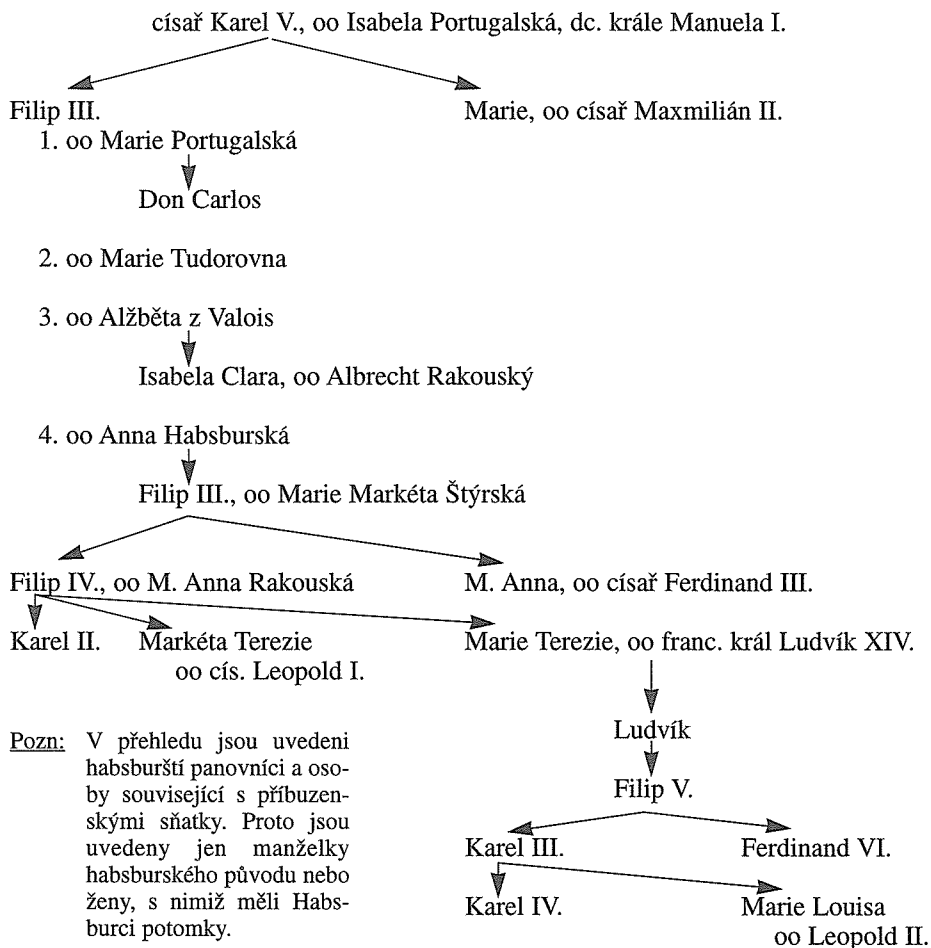 císař Karel V., oo Isabela Portugalská, dc. krále Manuela I.
Filip III.
Marie, oo císař Maxmilián II.
1. oo Marie Portugalská
Don Carlos
2. oo Marie Tudorovna
3. oo Alžběta z Valois
Isabela Clara, oo Albrecht Rakouský
4. oo Anna Habsburská
Filip III., oo Marie Markéta Štýrská
Filip IV., oo M. Anna Rakouská
M. Anna, oo císař Ferdinand III.
Karel II.
Markéta Terezie
oo cís. Leopold I.
Marie Terezie, oo franc. král Ludvík XIV.
Ludvík
Filip V.
Karel III.
Ferdinand VI.
Karel IV.
Marie Louisa
oo Leopold II.
Pozn: V přehledu jsou uvedeni
habsburští panovníci a oso-
by související s příbuzen-
skými sňatky. Proto jsou
uvedeny jen manželky
habsburského původu nebo
ženy, s nimiž měli Habs-
burci potomky.